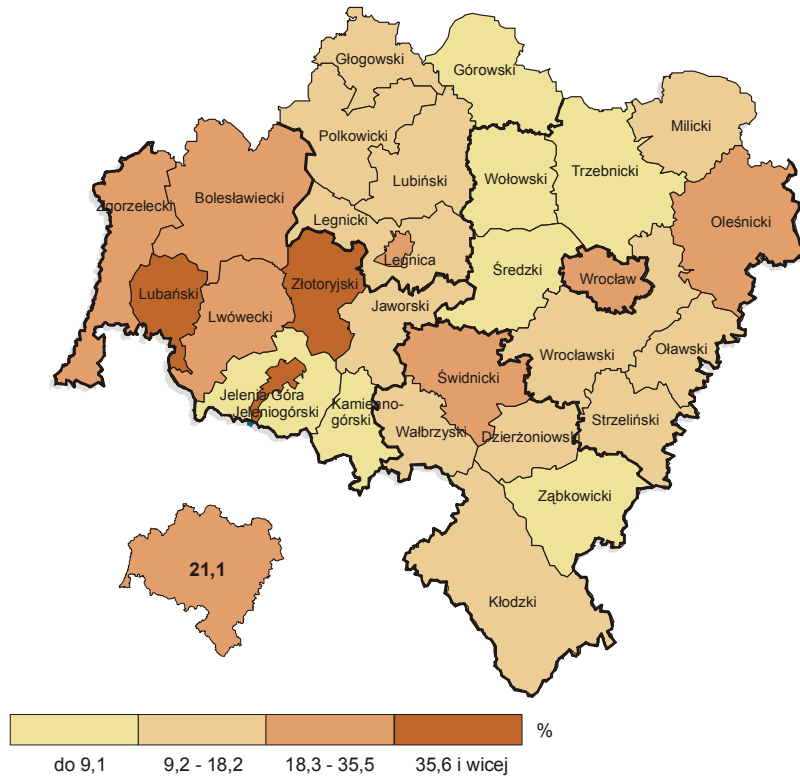 Głogowski
Górowski
Milicki
Polkowicki
Lubiński
Wołowski
Trzebnicki
Zgorzelecki
Bolesławiecki
Legnicki
Oleśnicki
Legnica
Średzki
Wrocław
Lubański
Złotoryjski
Lwówecki
Jaworski
Wrocławski
Oławski
Świdnicki
Jelenia Góra
Jeleniogórski
Kamienno-
górski
Wałbrzyski
Dzierżoniowski
Strzeliński
Ząbkowicki
Kłodzki
21,1
%
do 9,1
9,2 - 18,2
18,3 - 35,5
35,6 i wicej